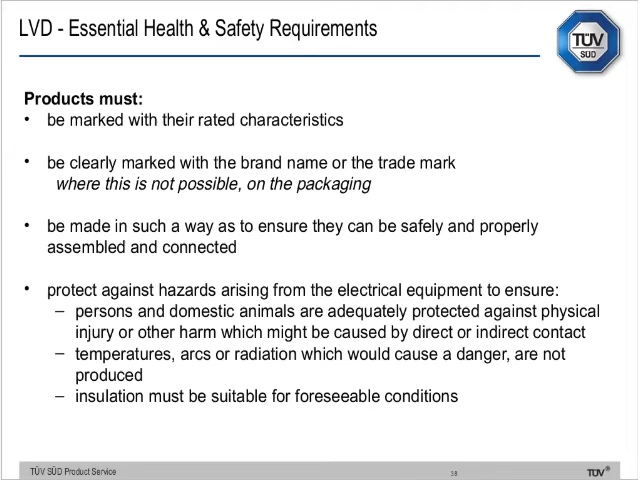 LVD - Essential Health & Safety Requirements
TÜV
SÜD
Products must:
• be marked with their rated characteristics
• be clearly marked with the brand name or the trade mark
where this is not possible, on the packaging
• be made in such a way as to ensure they can be safely and properly
assembled and connected
• protect against hazards arising from the electrical equipment to ensure:
– persons and domestic animals are adequately protected against physical
injury or other harm which might be caused by direct or indirect contact
– temperatures, arcs or radiation which would cause a danger, are not
produced
– insulation must be suitable for foreseeable conditions
TÜV SÜD Product Service
38
TÜV®